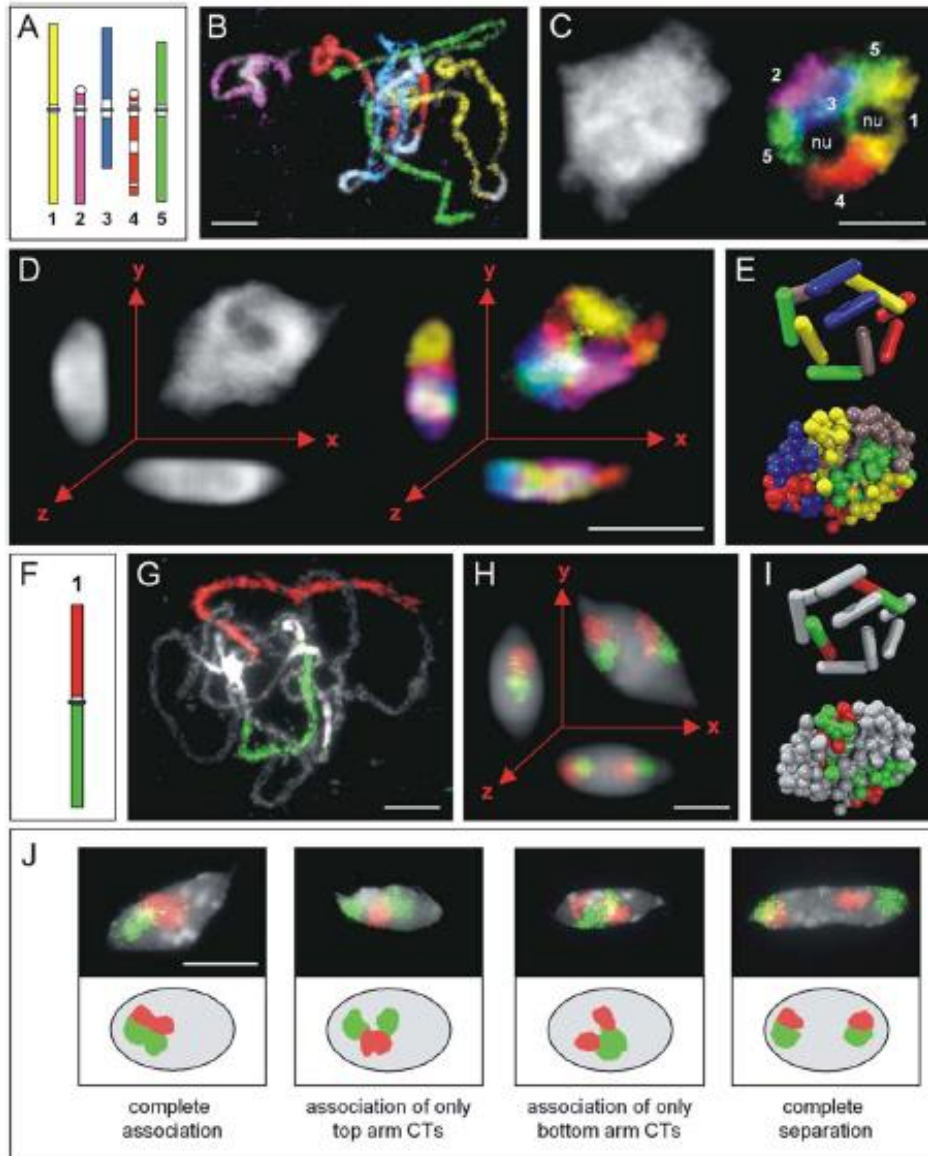 A
1 2 3 4 5
B
C
2
5
3
1
nu
nu
5
4
D
y
x
z
y
x
z
E
F
1
G
H
y
x
z
I
J
complete
association
association of only
top arm CTs
association of only
bottom arm CTs
complete
separation